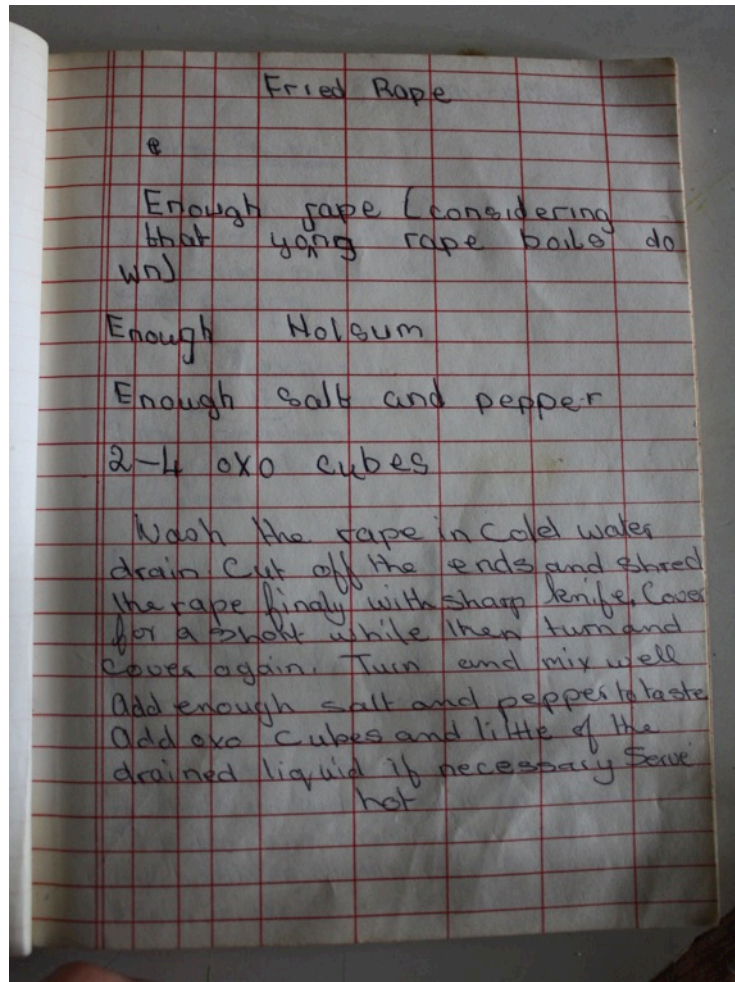 Fried Rape
e
Enough rape (considering
that yong rape boils do
wn)
Enough Holsum
Enough salt and pepper
2-4 oxo cubes
Wash the rape in Cold water
drain Cut off the ends and shred
the rape finaly with sharp knife. Cover
for a short while then turn and
cover again. Turn and mix well
add enough salt and pepper to taste
add oxo cubes and little of the
drained liquid if necessary Serve
hot